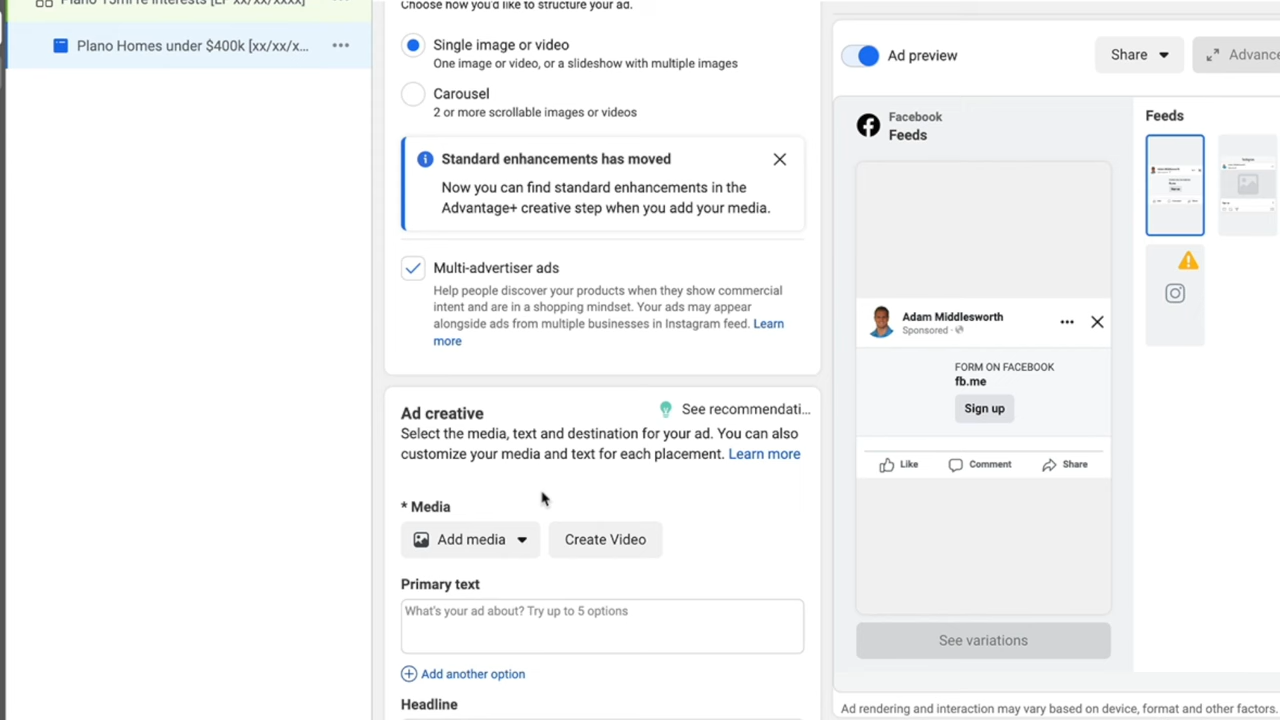 Plano 15mi re interests [LF xx/xx/xxxx]
Plano Homes under $400k [xx/xx/x...
Choose how you'd like to structure your ad.
Single image or video
One image or video, or a slideshow with multiple images
Carousel
2 or more scrollable images or videos
Standard enhancements has moved
Now you can find standard enhancements in the
Advantage+ creative step when you add your media.
Multi-advertiser ads
Help people discover your products when they show commercial
intent and are in a shopping mindset. Your ads may appear
alongside ads from multiple businesses in Instagram feed. Learn
more
Ad creative
See recommendati...
Select the media, text and destination for your ad. You can also
customize your media and text for each placement. Learn more
* Media
Add media
Create Video
Primary text
What's your ad about? Try up to 5 options
Add another option
Headline
Ad preview
Share
Advance
Facebook
Feeds
Adam Middlesworth
Sponsored ·
FORM ON FACEBOOK
fb.me
Sign up
Like
Comment
Share
See variations
Feeds
Ad rendering and interaction may vary based on device, format and other factors.